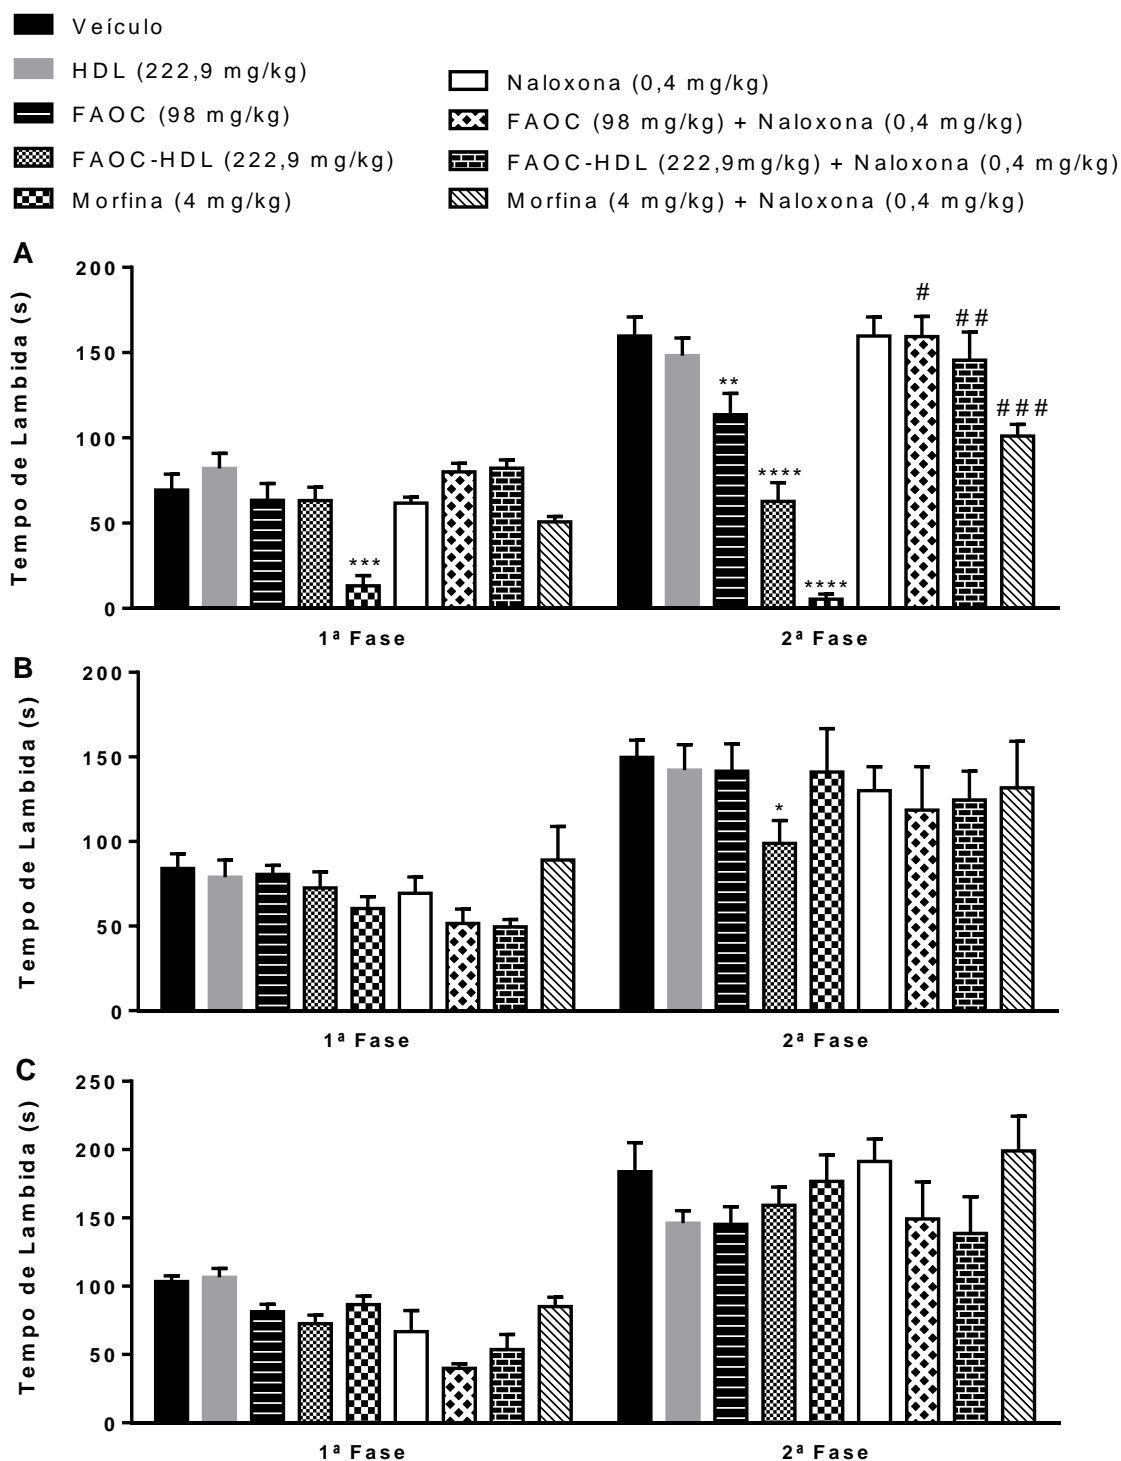 Veículo
HDL (222,9 mg/kg)
FAOC (98 mg/kg)
FAOC-HDL (222,9 mg/kg)
Morfina (4 mg/kg)
Naloxona (0,4 mg/kg)
FAOC (98 mg/kg) + Naloxona (0,4 mg/kg)
FAOC-HDL (222,9mg/kg) + Naloxona (0,4 mg/kg)
Morfina (4 mg/kg) + Naloxona (0,4 mg/kg)
A
Tempo de Lambida (s)
200
150
100
50
0
***
**
****
****
#
##
###
1ª Fase
2ª Fase
B
Tempo de Lambida (s)
200
150
100
50
0
*
1ª Fase
2ª Fase
C
Tempo de Lambida (s)
250
200
150
100
50
0
1ª Fase
2ª Fase